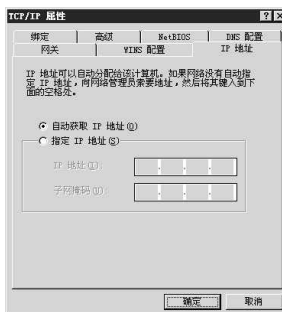 TCP/IP 属性
绑定 高级 NetBIOS DNS 配置
网关 WINS 配置 IP 地址
IP 地址可以自动分配给该计算机。如果网络没有自动指
定 IP 地址，向网络管理员索要地址，然后将其键入到下
面的空格处。
自动获取 IP 地址(O)
指定 IP 地址(S)
IP 地址(I):
子网掩码(U):
确定 取消